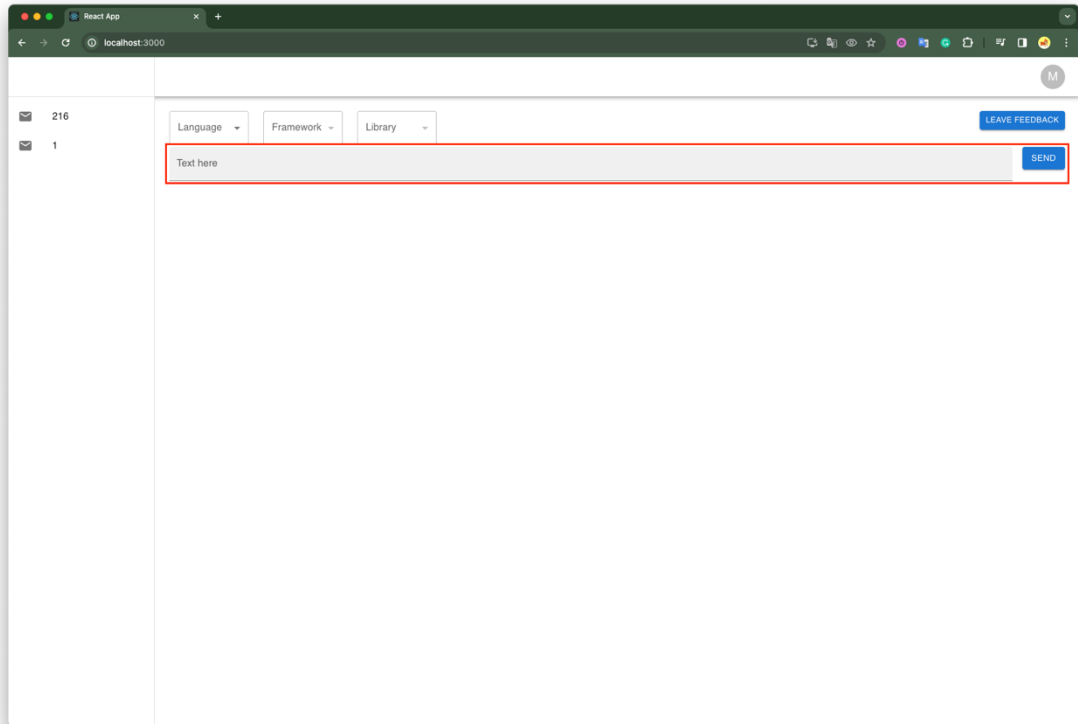 React App
localhost:3000
M
216
1
Language
Framework
Library
LEAVE FEEDBACK
Text here
SEND